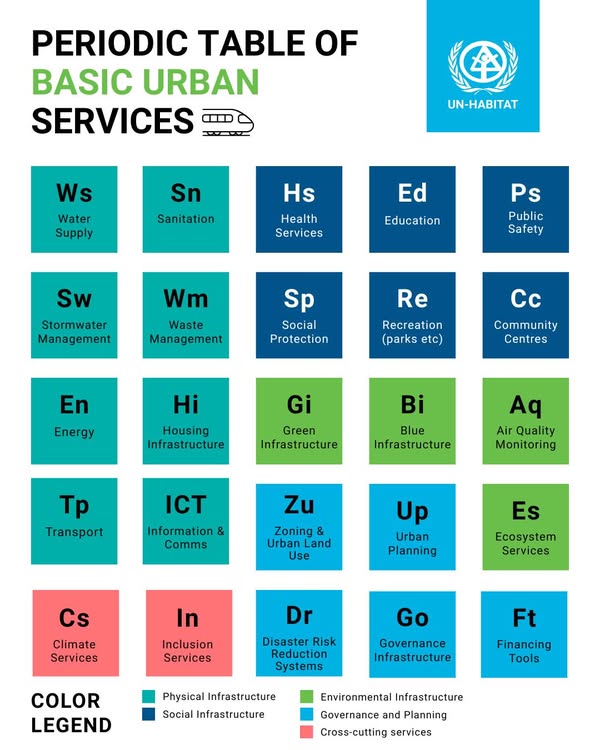 PERIODIC TABLE OF
BASIC URBAN
SERVICES
UN-HABITAT
Ws
Water
Supply
Sn
Sanitation
Hs
Health
Services
Ed
Education
Ps
Public
Safety
Sw
Stormwater
Management
Wm
Waste
Management
Sp
Social
Protection
Re
Recreation
(parks etc)
Cc
Community
Centres
En
Energy
Hi
Housing
Infrastructure
Gi
Green
Infrastructure
Bi
Blue
Infrastructure
Aq
Air Quality
Monitoring
Tp
Transport
ICT
Information &
Comms
Zu
Zoning &
Urban Land
Use
Up
Urban
Planning
Es
Ecosystem
Services
Cs
Climate
Services
In
Inclusion
Services
Dr
Disaster Risk
Reduction
Systems
Go
Governance
Infrastructure
Ft
Financing
Tools
COLOR
LEGEND
Physical Infrastructure
Social Infrastructure
Environmental Infrastructure
Governance and Planning
Cross-cutting services